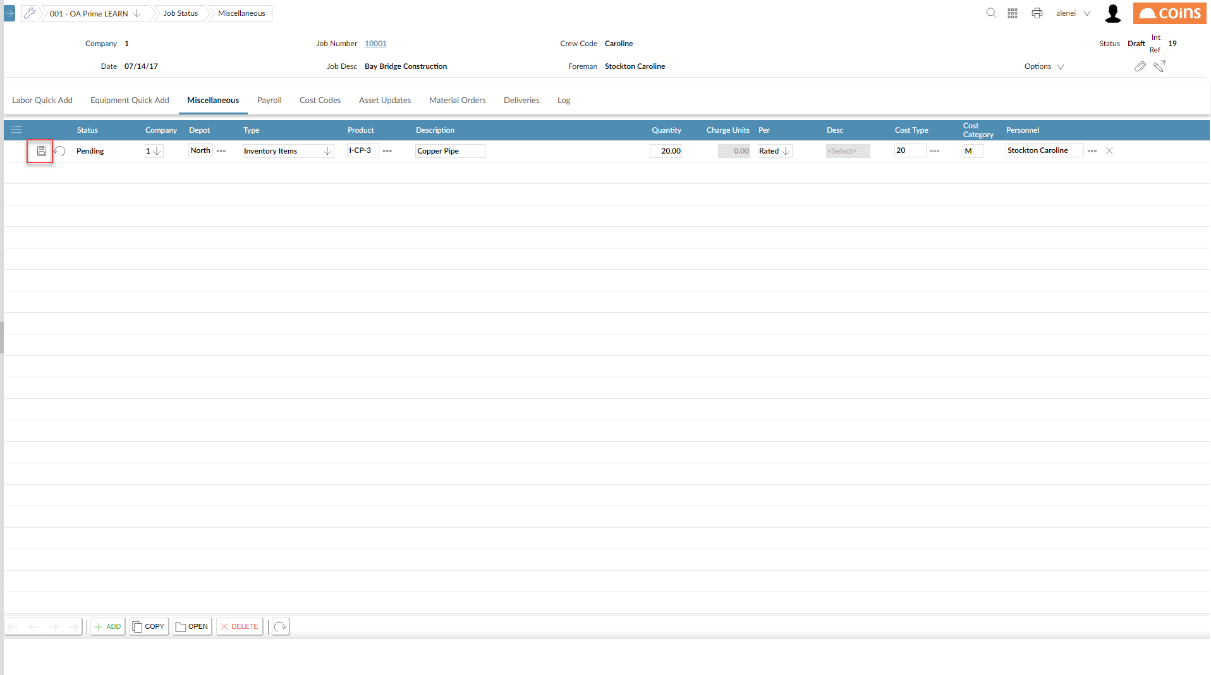 001 - OA Prime LEARN Job Status Miscellaneous alenei coins
Company 1 Job Number 10001 Crew Code Caroline Status Draft Int Ref 19
Date 07/14/17 Job Desc Bay Bridge Construction Foreman Stockton Caroline Options
Labor Quick Add Equipment Quick Add Miscellaneous Payroll Cost Codes Asset Updates Material Orders Deliveries Log
Status Company Depot Type Product Description Quantity Charge Units Per Desc Cost Type Cost Category Personnel
Pending 1 North Inventory Items I-CP-3 Copper Pipe 20.00 0.00 Rated <Select> 20 M Stockton Caroline
ADD COPY OPEN DELETE